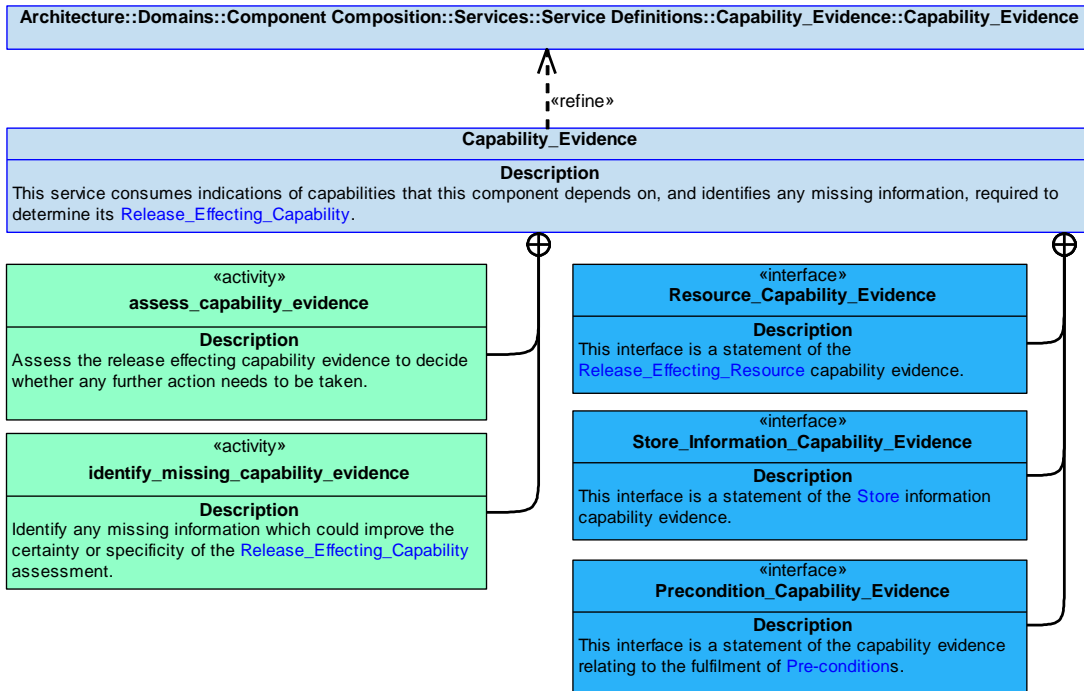 Architecture::Domains::Component Composition::Services::Service Definitions::Capability_Evidence::Capability_Evidence
«refine»
Capability_Evidence
Description
This service consumes indications of capabilities that this component depends on, and identifies any missing information, required to
determine its Release_Effecting_Capability.
«activity»
assess_capability_evidence
Description
Assess the release effecting capability evidence to decide
whether any further action needs to be taken.
«activity»
identify_missing_capability_evidence
Description
Identify any missing information which could improve the
certainty or specificity of the Release_Effecting_Capability
assessment.
«interface»
Resource_Capability_Evidence
Description
This interface is a statement of the
Release_Effecting_Resource capability evidence.
«interface»
Store_Information_Capability_Evidence
Description
This interface is a statement of the Store information
capability evidence.
«interface»
Precondition_Capability_Evidence
Description
This interface is a statement of the capability evidence
relating to the fulfilment of Pre-conditions.